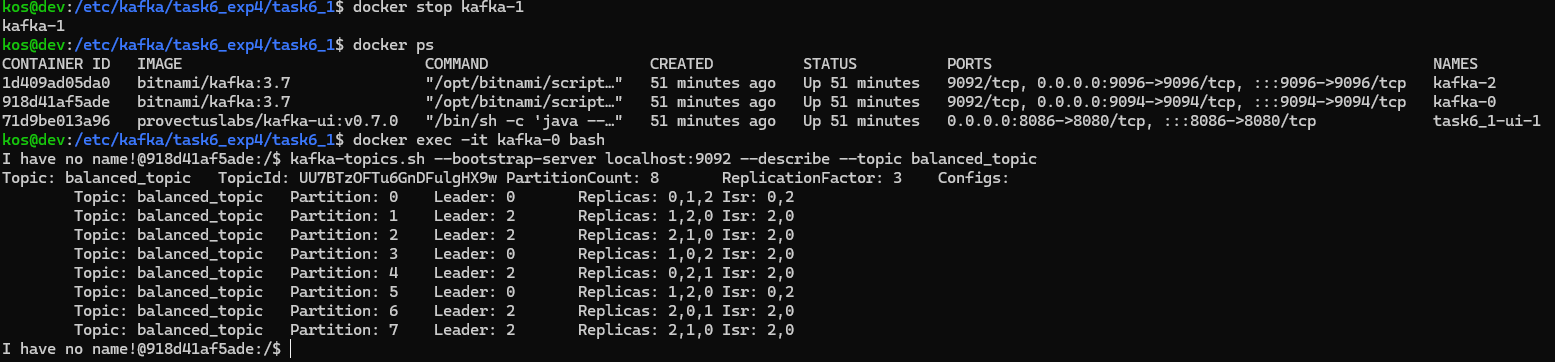 kos@dev:/etc/kafka/task6_exp4/task6_1$ docker stop kafka-1
kafka-1
kos@dev:/etc/kafka/task6_exp4/task6_1$ docker ps
CONTAINER ID   IMAGE                           COMMAND                  CREATED          STATUS          PORTS                                                 NAMES
1d409ad05da0   bitnami/kafka:3.7               "/opt/bitnami/script…"   51 minutes ago   Up 51 minutes   9092/tcp, 0.0.0.0:9096->9096/tcp, :::9096->9096/tcp   kafka-2
918d41af5ade   bitnami/kafka:3.7               "/opt/bitnami/script…"   51 minutes ago   Up 51 minutes   9092/tcp, 0.0.0.0:9094->9094/tcp, :::9094->9094/tcp   kafka-0
71d9be013a96   provectuslabs/kafka-ui:v0.7.0   "/bin/sh -c 'java --…"   51 minutes ago   Up 51 minutes   0.0.0.0:8086->8080/tcp, :::8086->8080/tcp             task6_1-ui-1
kos@dev:/etc/kafka/task6_exp4/task6_1$ docker exec -it kafka-0 bash
I have no name!@918d41af5ade:/$ kafka-topics.sh --bootstrap-server localhost:9092 --describe --topic balanced_topic
Topic: balanced_topic   TopicId: UU7BTzOFTu6GnDFulgHX9w PartitionCount: 8       ReplicationFactor: 3    Configs:
        Topic: balanced_topic   Partition: 0    Leader: 0       Replicas: 0,1,2 Isr: 0,2
        Topic: balanced_topic   Partition: 1    Leader: 2       Replicas: 1,2,0 Isr: 2,0
        Topic: balanced_topic   Partition: 2    Leader: 2       Replicas: 2,1,0 Isr: 2,0
        Topic: balanced_topic   Partition: 3    Leader: 0       Replicas: 1,0,2 Isr: 2,0
        Topic: balanced_topic   Partition: 4    Leader: 2       Replicas: 0,2,1 Isr: 2,0
        Topic: balanced_topic   Partition: 5    Leader: 0       Replicas: 1,2,0 Isr: 0,2
        Topic: balanced_topic   Partition: 6    Leader: 2       Replicas: 2,0,1 Isr: 2,0
        Topic: balanced_topic   Partition: 7    Leader: 2       Replicas: 2,1,0 Isr: 2,0
I have no name!@918d41af5ade:/$